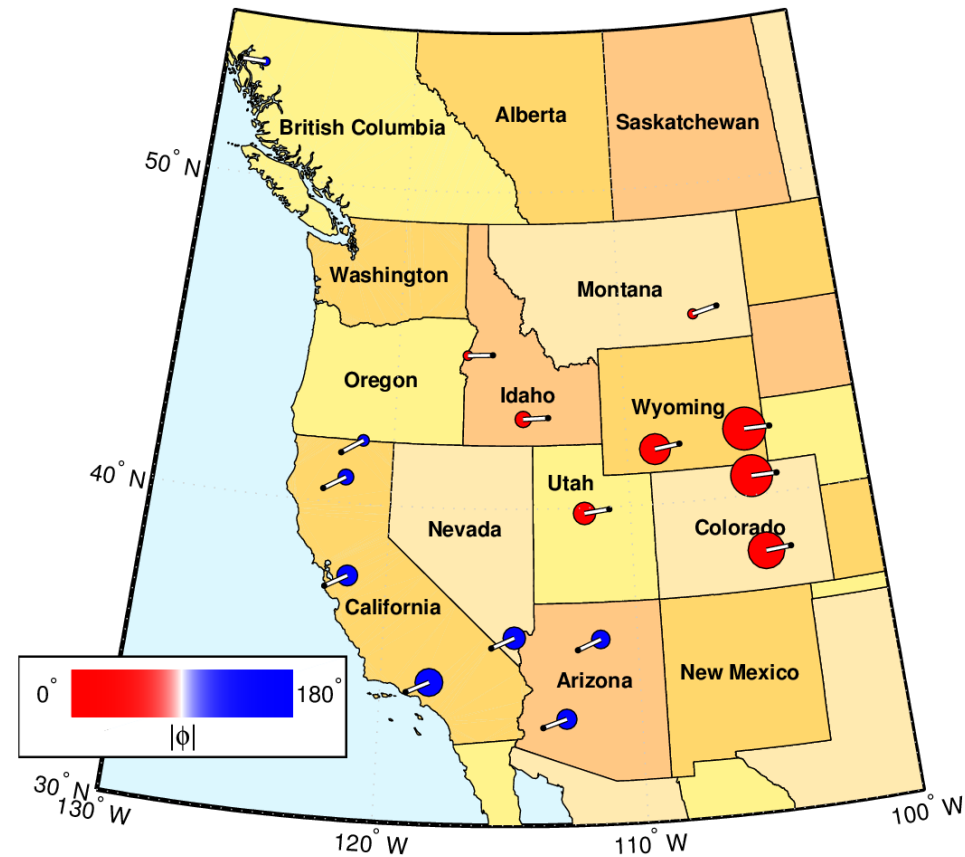 British Columbia
Alberta
Saskatchewan
50° N
Washington
Montana
Oregon
Idaho
Wyoming
40° N
Utah
Nevada
Colorado
California
Arizona
New Mexico
0°
180°
|ϕ|
30° N
130° W
120° W
110° W
100° W